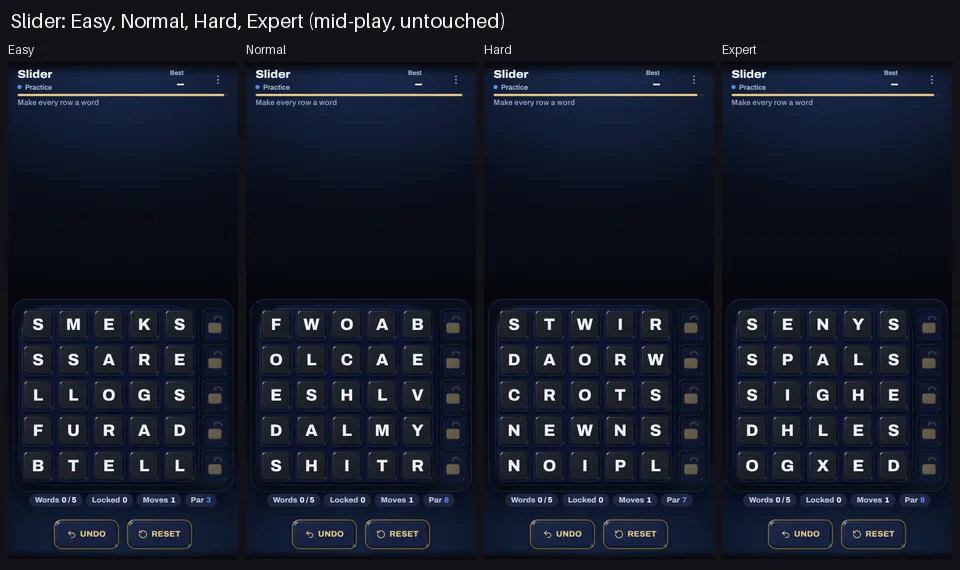 Slider: Easy, Normal, Hard, Expert (mid-play, untouched)
Easy
Slider
Best
Practice
–
Make every row a word
S M E K S
S S A R E
L L O G S
F U R A D
B T E L L
Words 0/5 Locked 0 Moves 1 Par 3
UNDO RESET
Normal
Slider
Best
Practice
–
Make every row a word
F W O A B
O L C A E
E S H L V
D A L M Y
S H I T R
Words 0/5 Locked 0 Moves 1 Par 8
UNDO RESET
Hard
Slider
Best
Practice
–
Make every row a word
S T W I R
D A O R W
C R O T S
N E W N S
N O I P L
Words 0/5 Locked 0 Moves 1 Par 7
UNDO RESET
Expert
Slider
Best
Practice
–
Make every row a word
S E N Y S
S P A L S
S I G H E
D H L E S
O G X E D
Words 0/5 Locked 0 Moves 1 Par 8
UNDO RESET